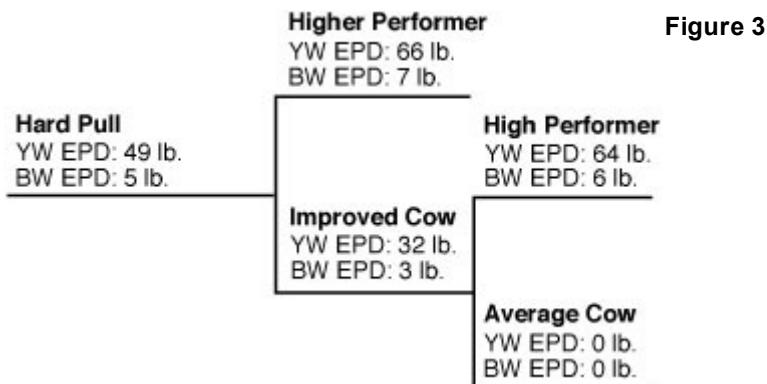 Higher Performer
YW EPD: 66 lb.
BW EPD: 7 lb.
Figure 3
Hard Pull
YW EPD: 49 lb.
BW EPD: 5 lb.
High Performer
YW EPD: 64 lb.
BW EPD: 6 lb.
Improved Cow
YW EPD: 32 lb.
BW EPD: 3 lb.
Average Cow
YW EPD: 0 lb.
BW EPD: 0 lb.